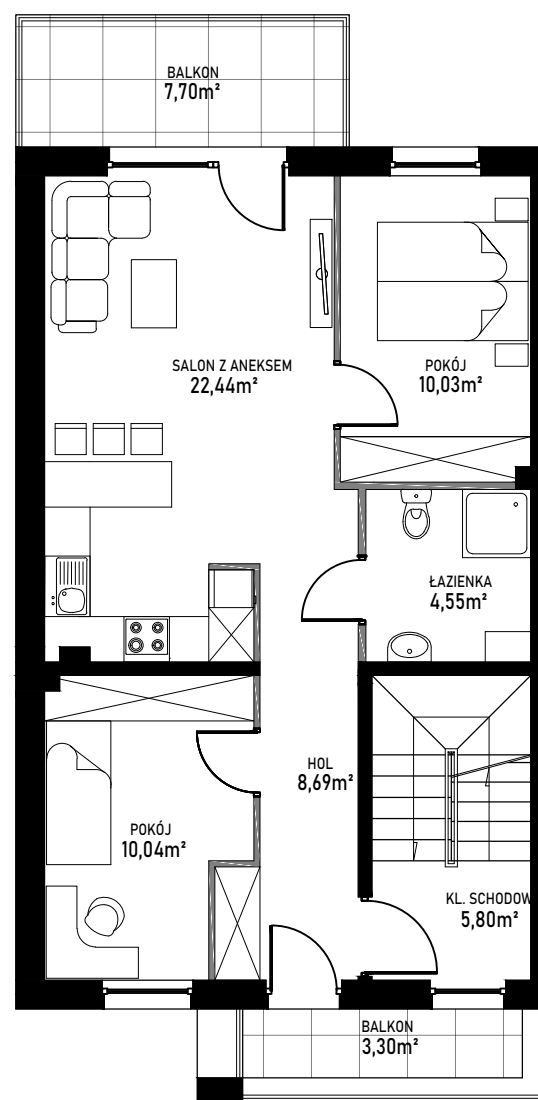 BALKON
7,70m²
SALON Z ANEKSEM
22,44m²
POKÓJ
10,03m²
ŁAZIENKA
4,55m²
HOL
8,69m²
POKÓJ
10,04m²
KL. SCHODOW
5,80m²
BALKON
3,30m²